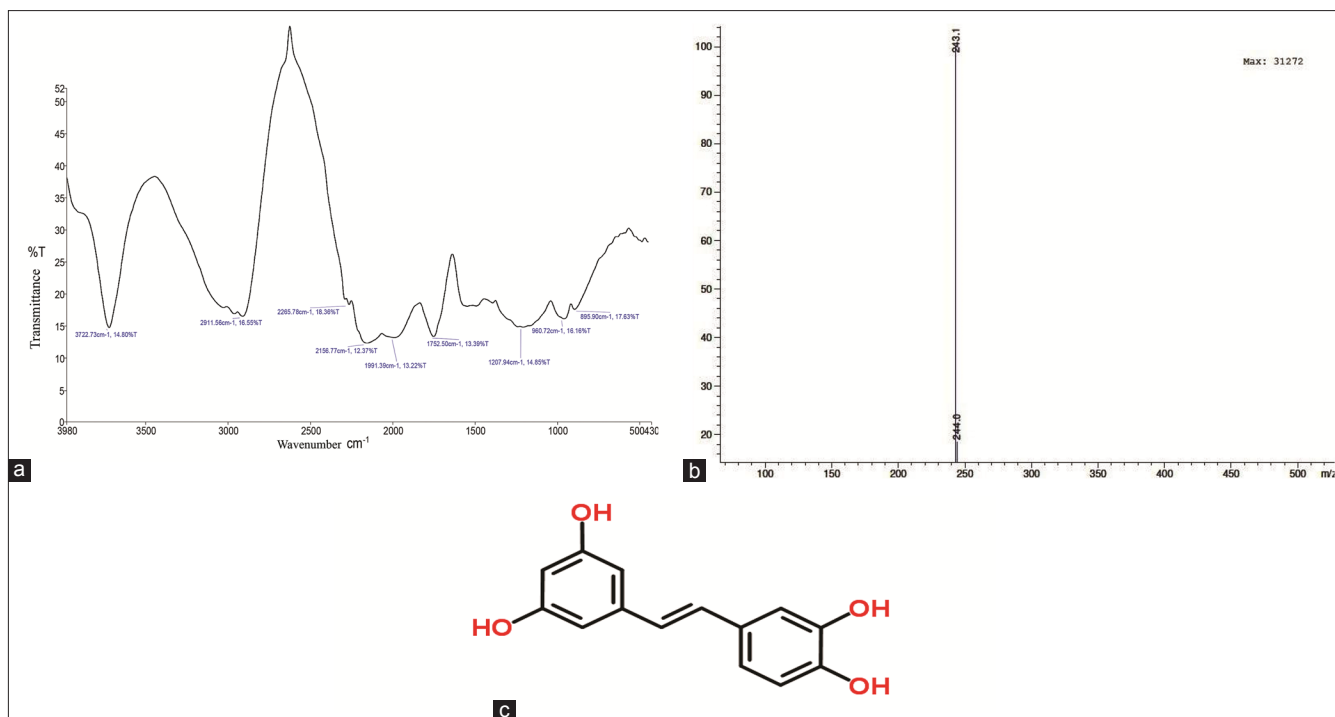 52
50
45
40
35
30
25
20
15
10
5
0
%T
Transmittance
3722.73cm-1, 14.80%T
2911.56cm-1, 16.55%T
2265.78cm-1, 18.36%T
2156.77cm-1, 12.37%T
1991.39cm-1, 13.22%T
1752.50cm-1, 13.39%T
1207.94cm-1, 14.85%T
960.72cm-1, 16.16%T
895.90cm-1, 17.63%T
3980 3500 3000 2500 2000 1500 1000 500430
Wavenumber cm-1
a
100
90
80
70
60
50
40
30
20
243.1
244.0
Max: 31272
100 150 200 250 300 350 400 450 500 m/z
b
OH
HO
OH
OH
c